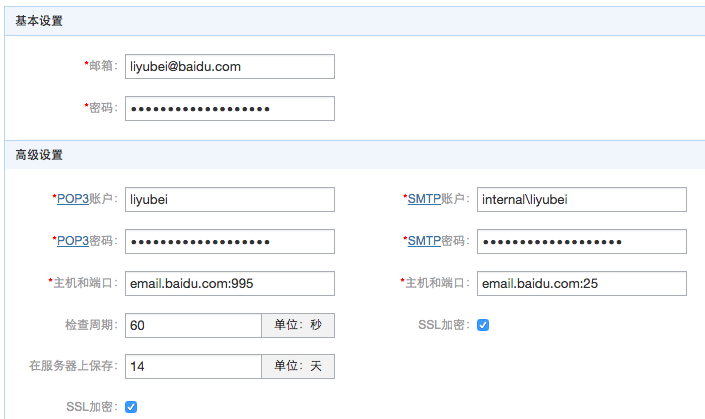 基本设置
*邮箱: liyubei@baidu.com
*密码: •••••••••••••••••••
高级设置
*POP3账户: liyubei *SMTP账户: internal\liyubei
*POP3密码: ••••••••••••••••••• *SMTP密码: •••••••••••••••••••
*主机和端口: email.baidu.com:995 *主机和端口: email.baidu.com:25
检查周期: 60 单位：秒 SSL加密:
在服务器上保存: 14 单位：天
SSL加密: